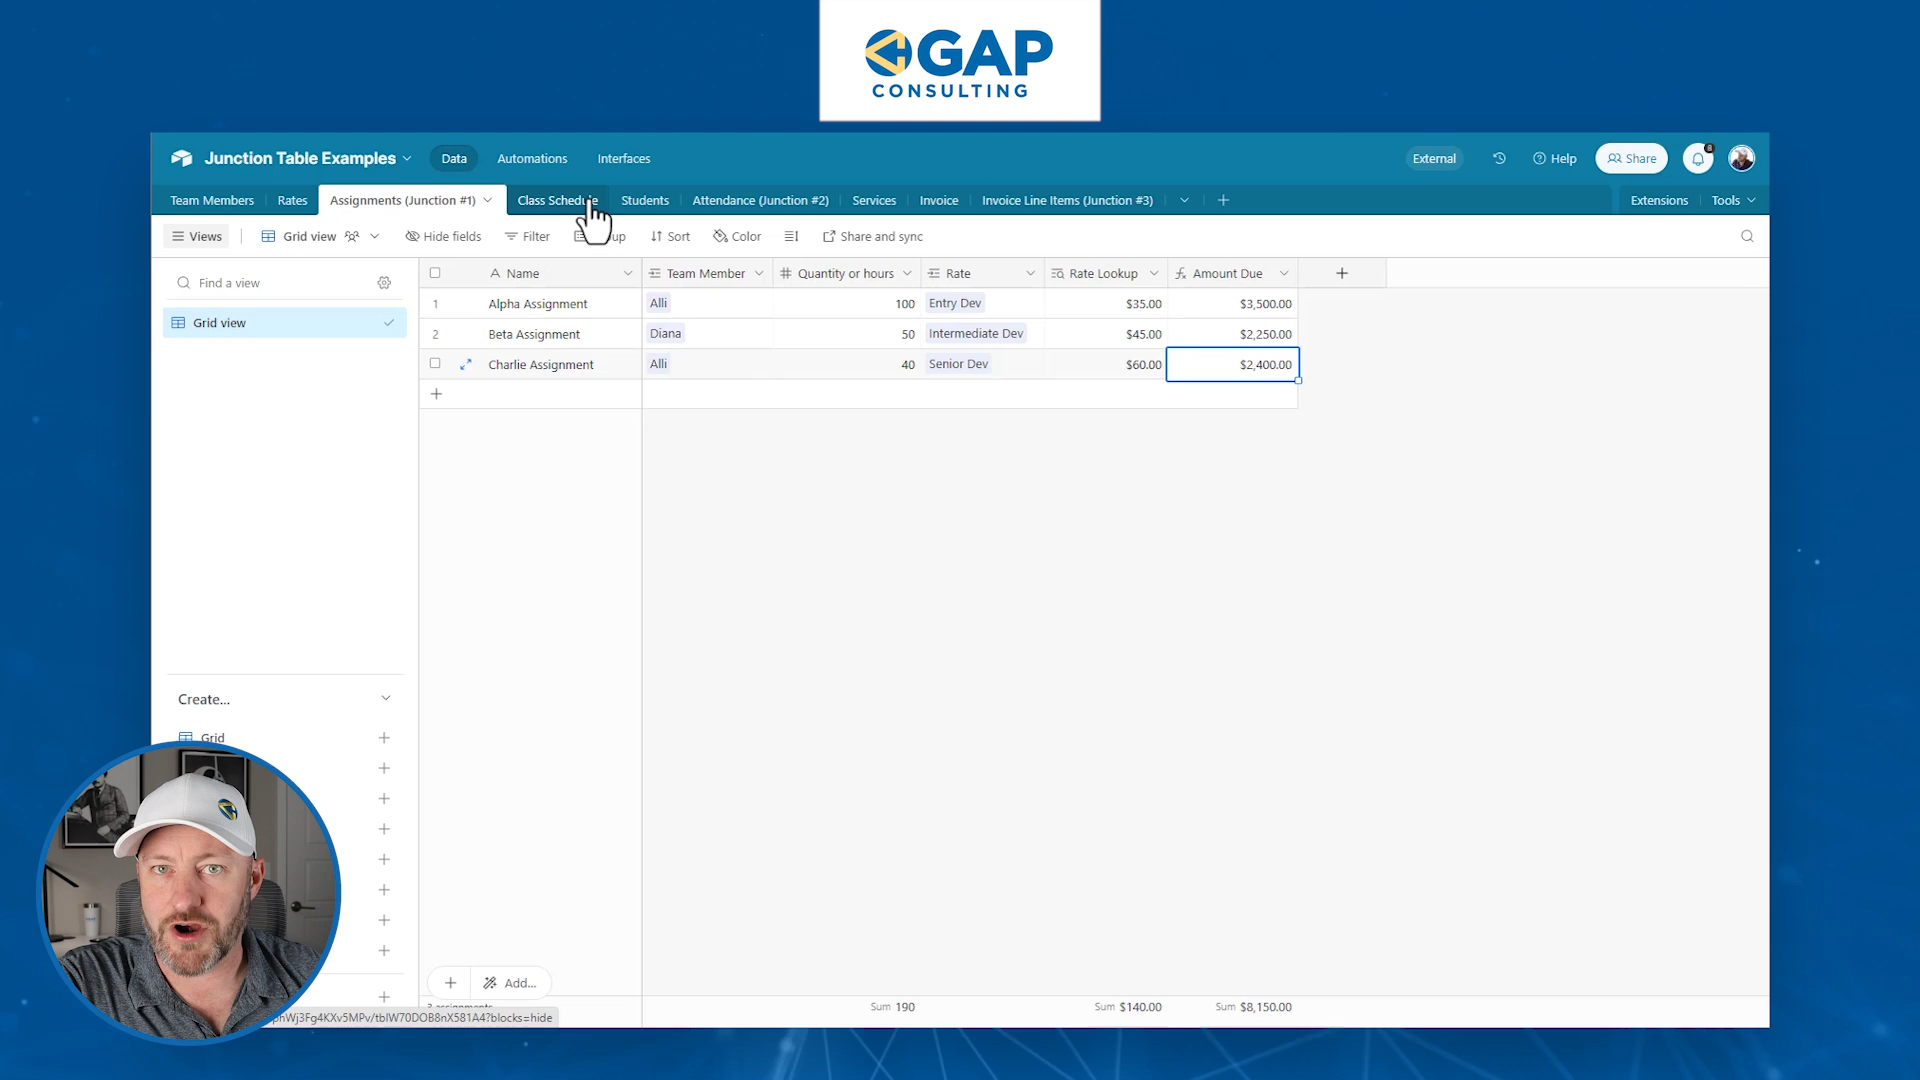 GAP
CONSULTING
Junction Table Examples
Data
Automations
Interfaces
External
Help
Share
8
Team Members
Rates
Assignments (Junction #1)
Class Schedule
Students
Attendance (Junction #2)
Services
Invoice
Invoice Line Items (Junction #3)
Extensions
Tools
Views
Grid view
Hide fields
Filter
Sort
Color
Share and sync
Find a view
Grid view
Name Team Member Quantity or hours Rate Rate Lookup Amount Due
1 Alpha Assignment Alli 100 Entry Dev $35.00 $3,500.00
2 Beta Assignment Diana 50 Intermediate Dev $45.00 $2,250.00
Charlie Assignment Alli 40 Senior Dev $60.00 $2,400.00
Create...
Grid
Add...
3 assignments
Sum 190
Sum $140.00
Sum $8,150.00